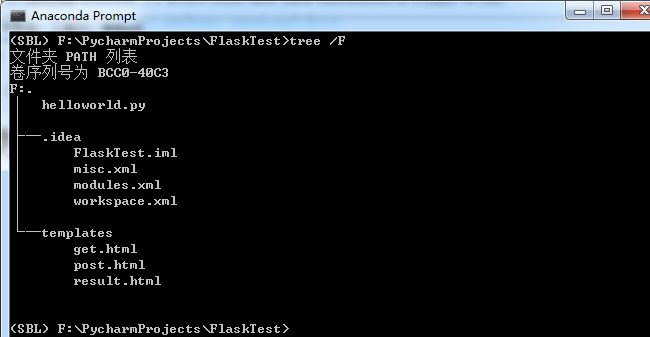 Anaconda Prompt
(SBL) F:\PycharmProjects\FlaskTest>tree /F
文件夹 PATH 列表
卷序列号为 BCC0-40C3
F:.
│  helloworld.py
│
├──.idea
│      FlaskTest.iml
│      misc.xml
│      modules.xml
│      workspace.xml
│
└──templates
        get.html
        post.html
        result.html
(SBL) F:\PycharmProjects\FlaskTest>